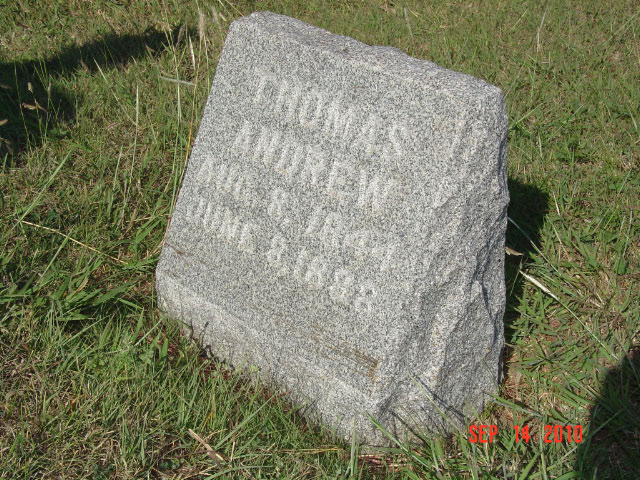 THOMAS
ANDREW
AUG. 8,
JUNE 8, 1898
SEP 14 2010